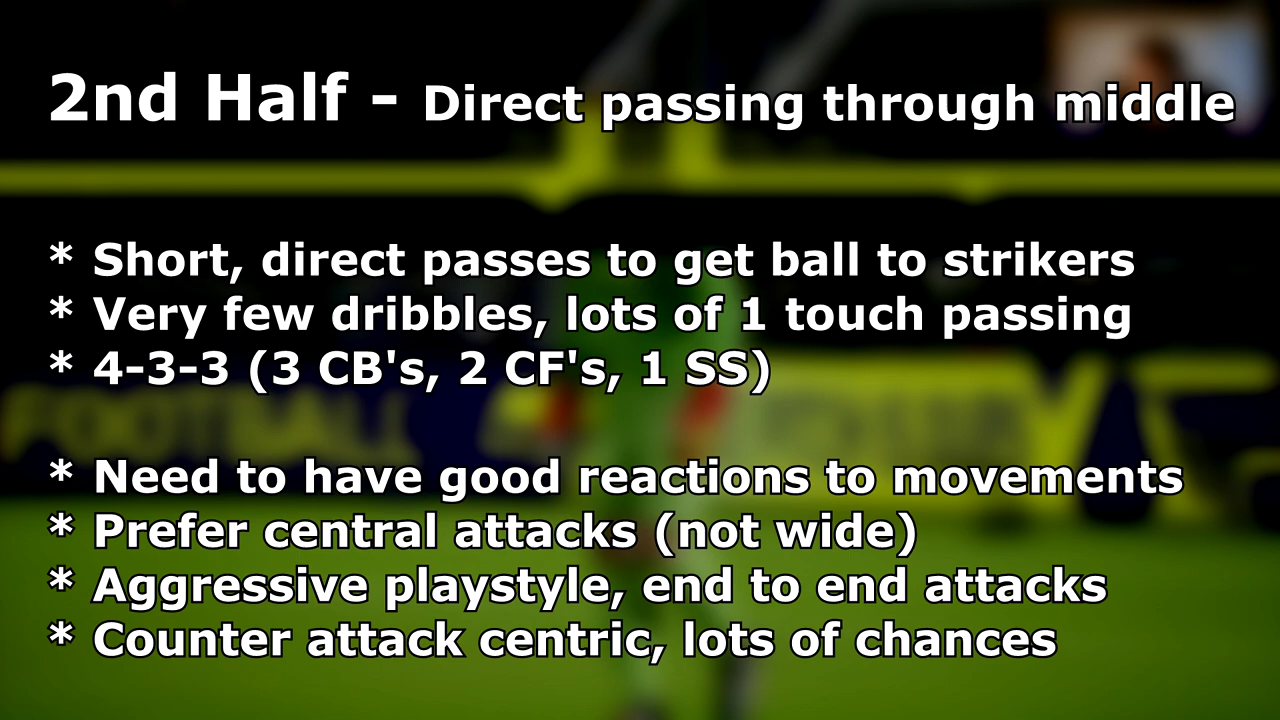 2nd Half - Direct passing through middle
* Short, direct passes to get ball to strikers
* Very few dribbles, lots of 1 touch passing
* 4-3-3 (3 CB's, 2 CF's, 1 SS)
* Need to have good reactions to movements
* Prefer central attacks (not wide)
* Aggressive playstyle, end to end attacks
* Counter attack centric, lots of chances
FOOTBALL